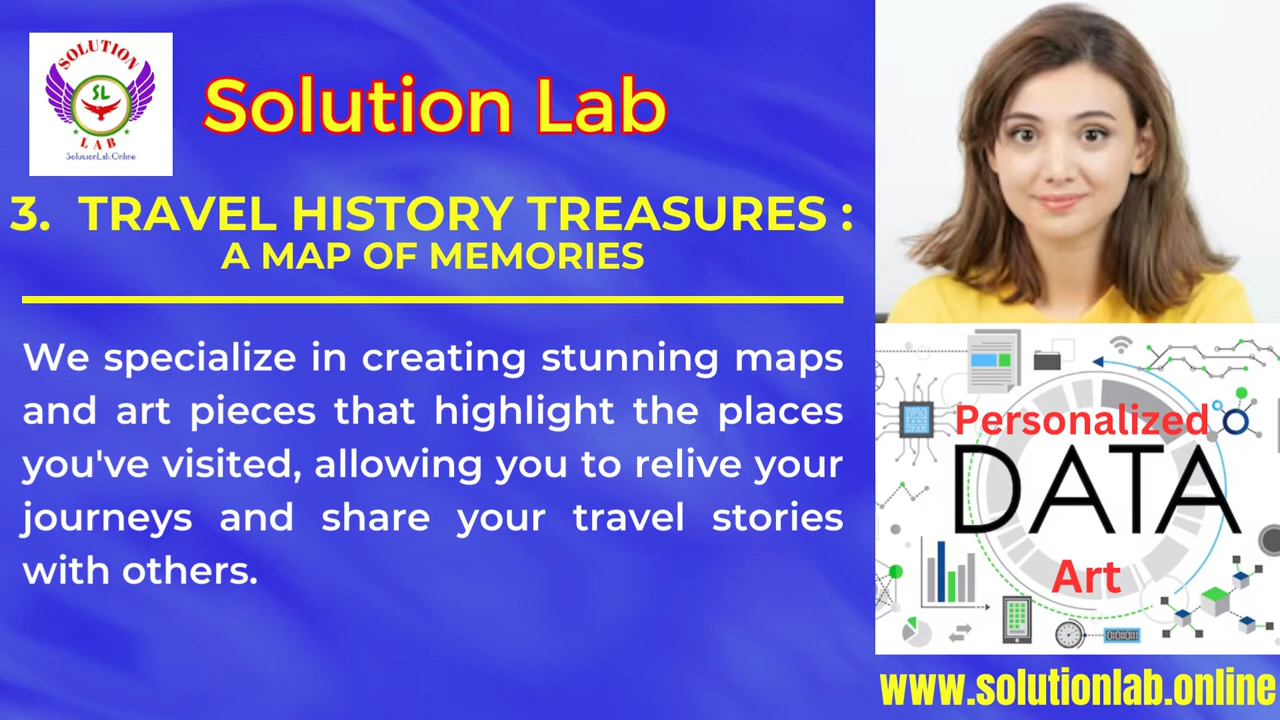 SOLUTION
SL
LAB
SolutionLab.Online
Solution Lab
3. TRAVEL HISTORY TREASURES :
A MAP OF MEMORIES
We specialize in creating stunning maps
and art pieces that highlight the places
you've visited, allowing you to relive your
journeys and share your travel stories
with others.
Personalized
DATA
Art
www.solutionlab.online